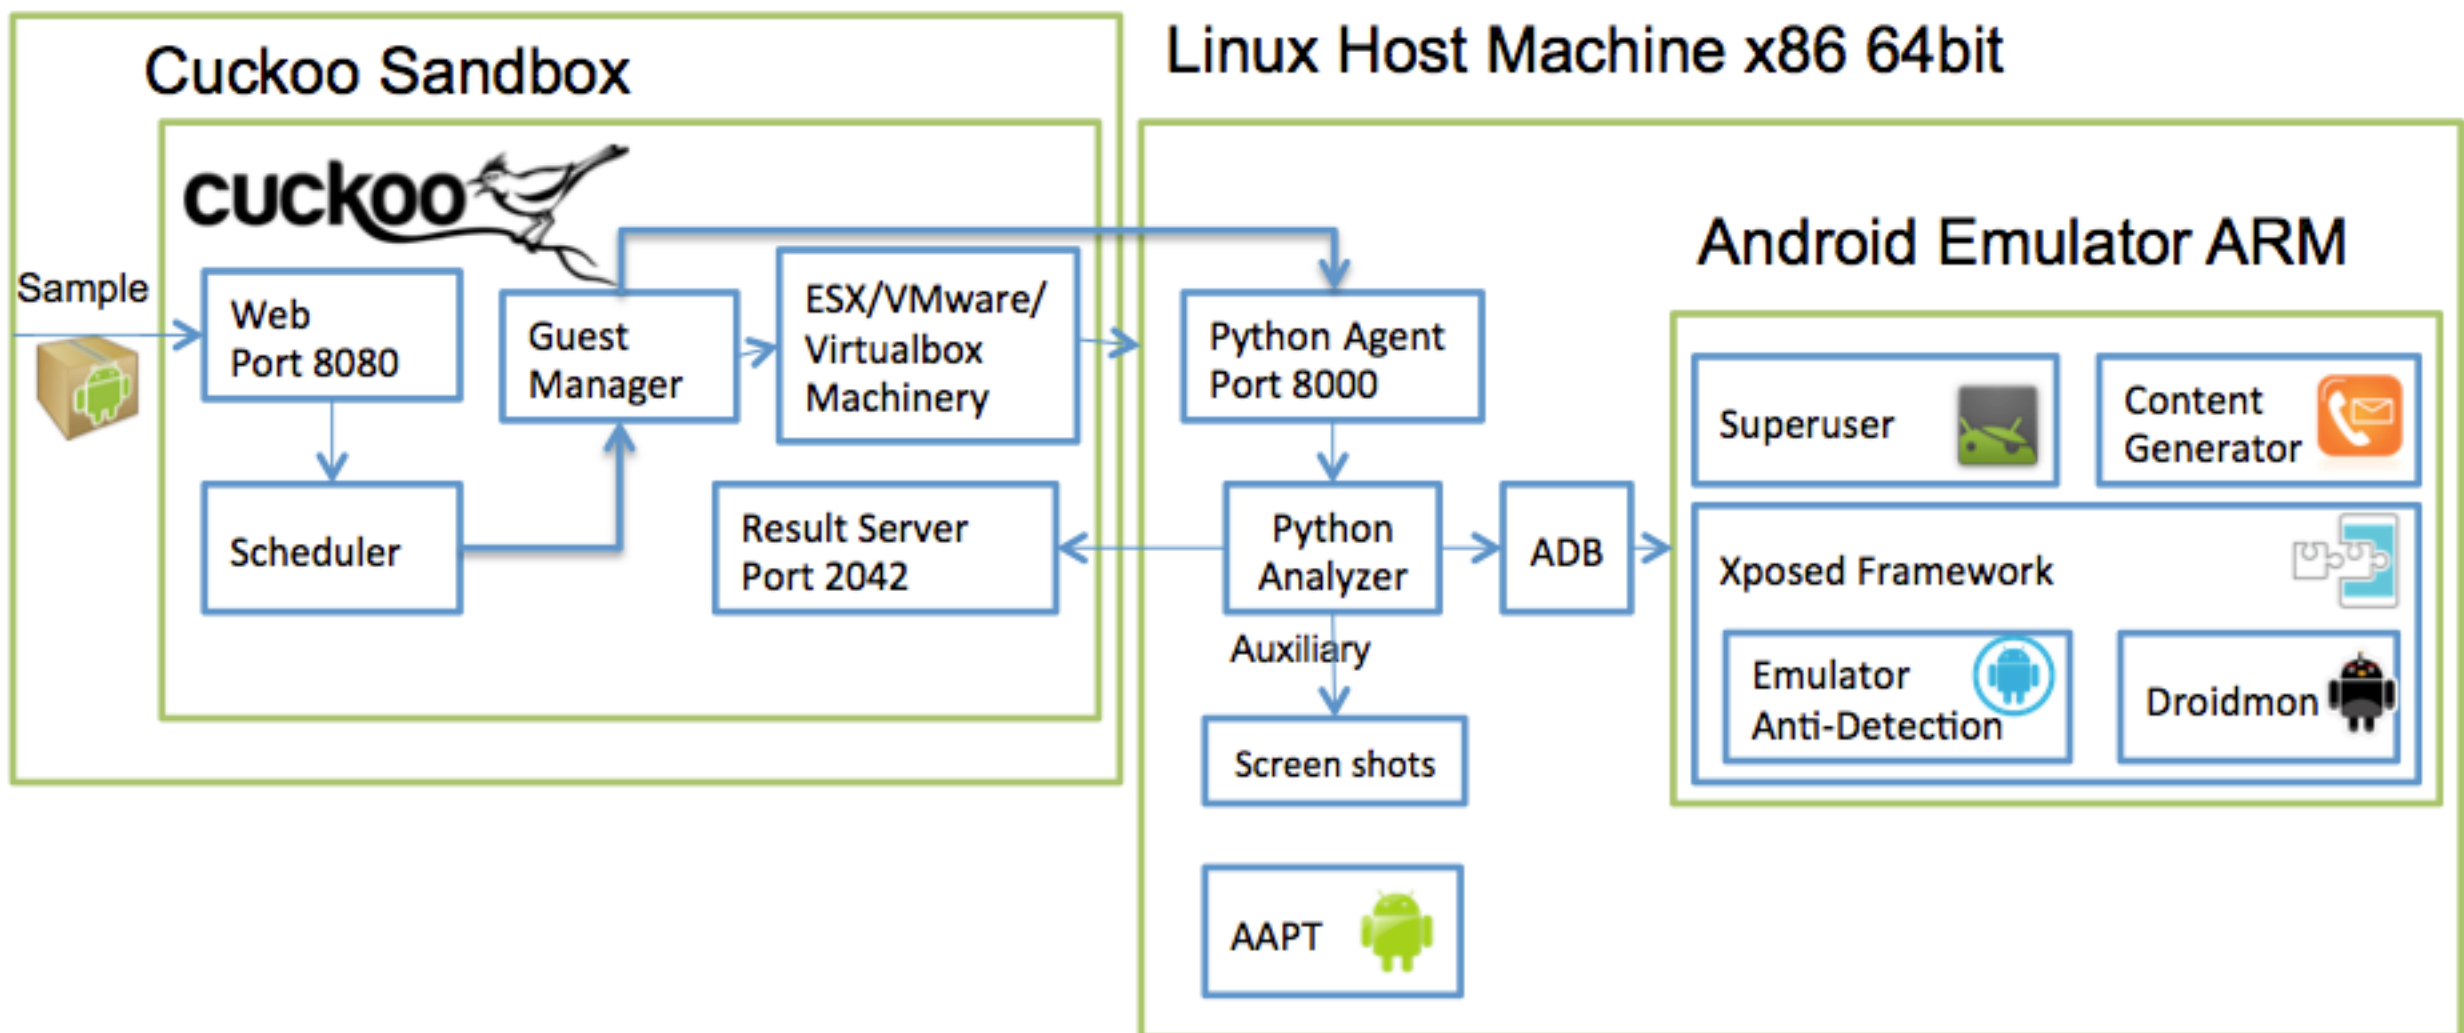 Cuckoo Sandbox
Linux Host Machine x86 64bit
cuckoo
Sample
Web
Port 8080
Guest
Manager
ESX/VMware/
Virtualbox
Machinery
Scheduler
Result Server
Port 2042
Python Agent
Port 8000
Python
Analyzer
ADB
Auxiliary
Screen shots
AAPT
Android Emulator ARM
Superuser
Content
Generator
Xposed Framework
Emulator
Anti-Detection
Droidmon